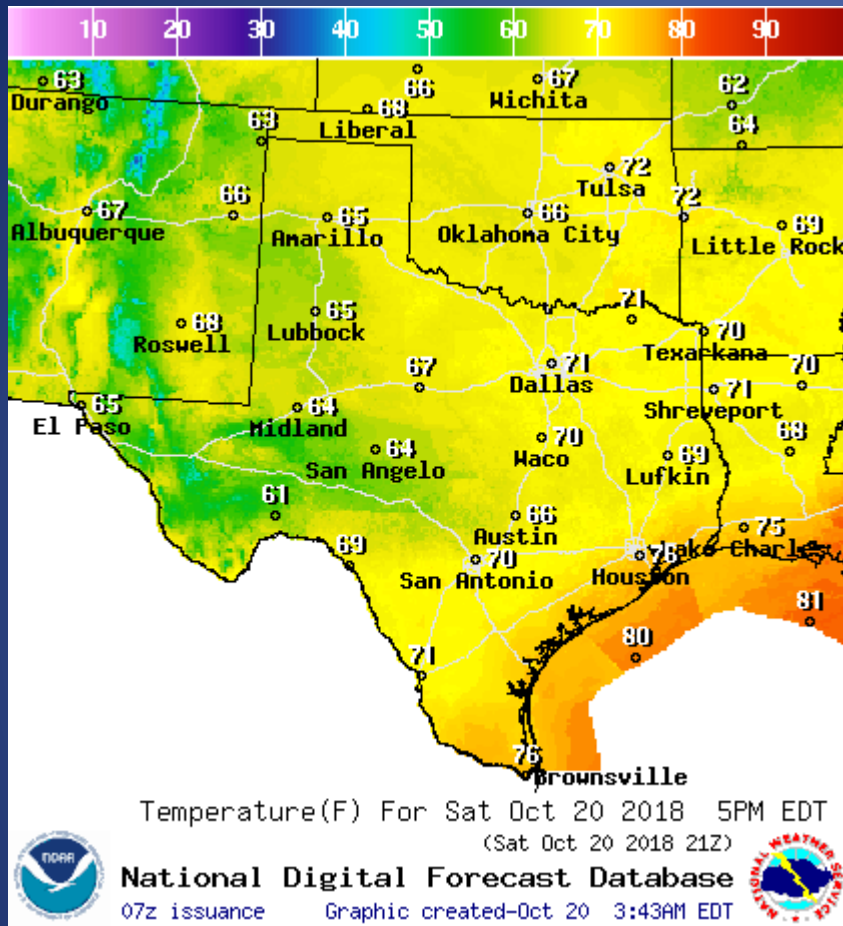 10 20 30 40 50 60 70 80 90
63
Durango
66
67
Wichita
62
68
Liberal
63
64
72
Tulsa
67
Albuquerque
66
65
Amarillo
66
Oklahoma City
72
69
Little Rock
68
Roswell
65
Lubbock
71
70
Texarkana
67
71
Dallas
71
Shreveport
70
65
El Paso
64
Midland
64
San Angelo
70
Waco
69
Lufkin
68
61
66
Austin
75
Lake Charles
69
70
San Antonio
Houston
71
80
81
76
Brownsville
Temperature(F) For Sat Oct 20 2018 5PM EDT
(Sat Oct 20 2018 21Z)
NOAA
National Digital Forecast Database
07z issuance Graphic created-Oct 20 3:43AM EDT
NATIONAL WEATHER SERVICE